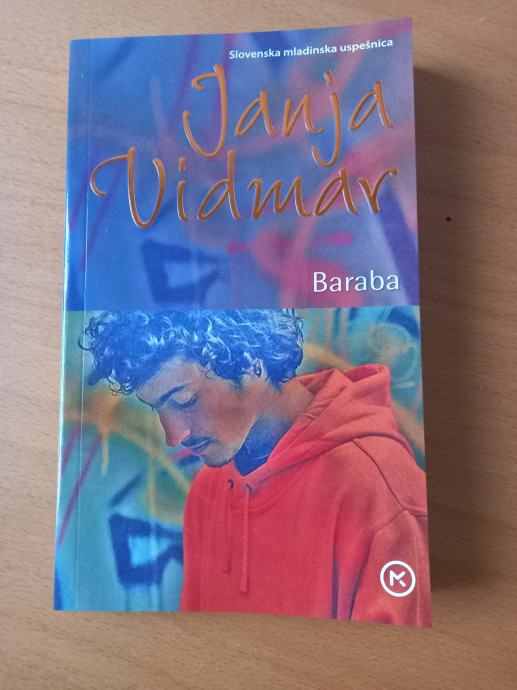 Slovenska mladinska uspešnica
Janja
Vidmar
Baraba